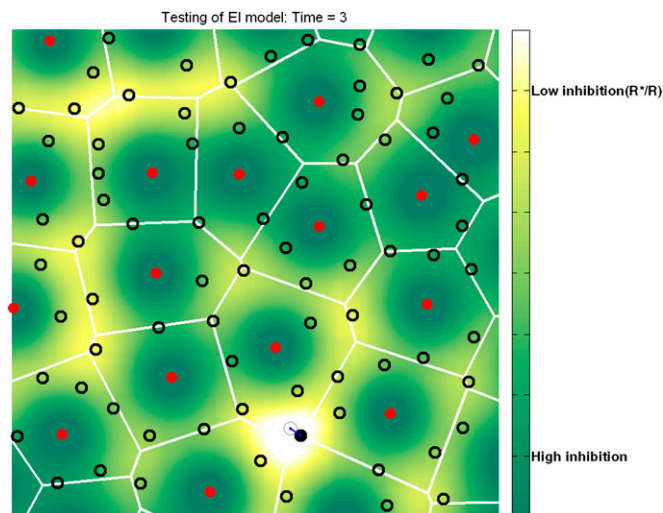 Testing of EI model: Time = 3
Low inhibition(R*/R)
High inhibition